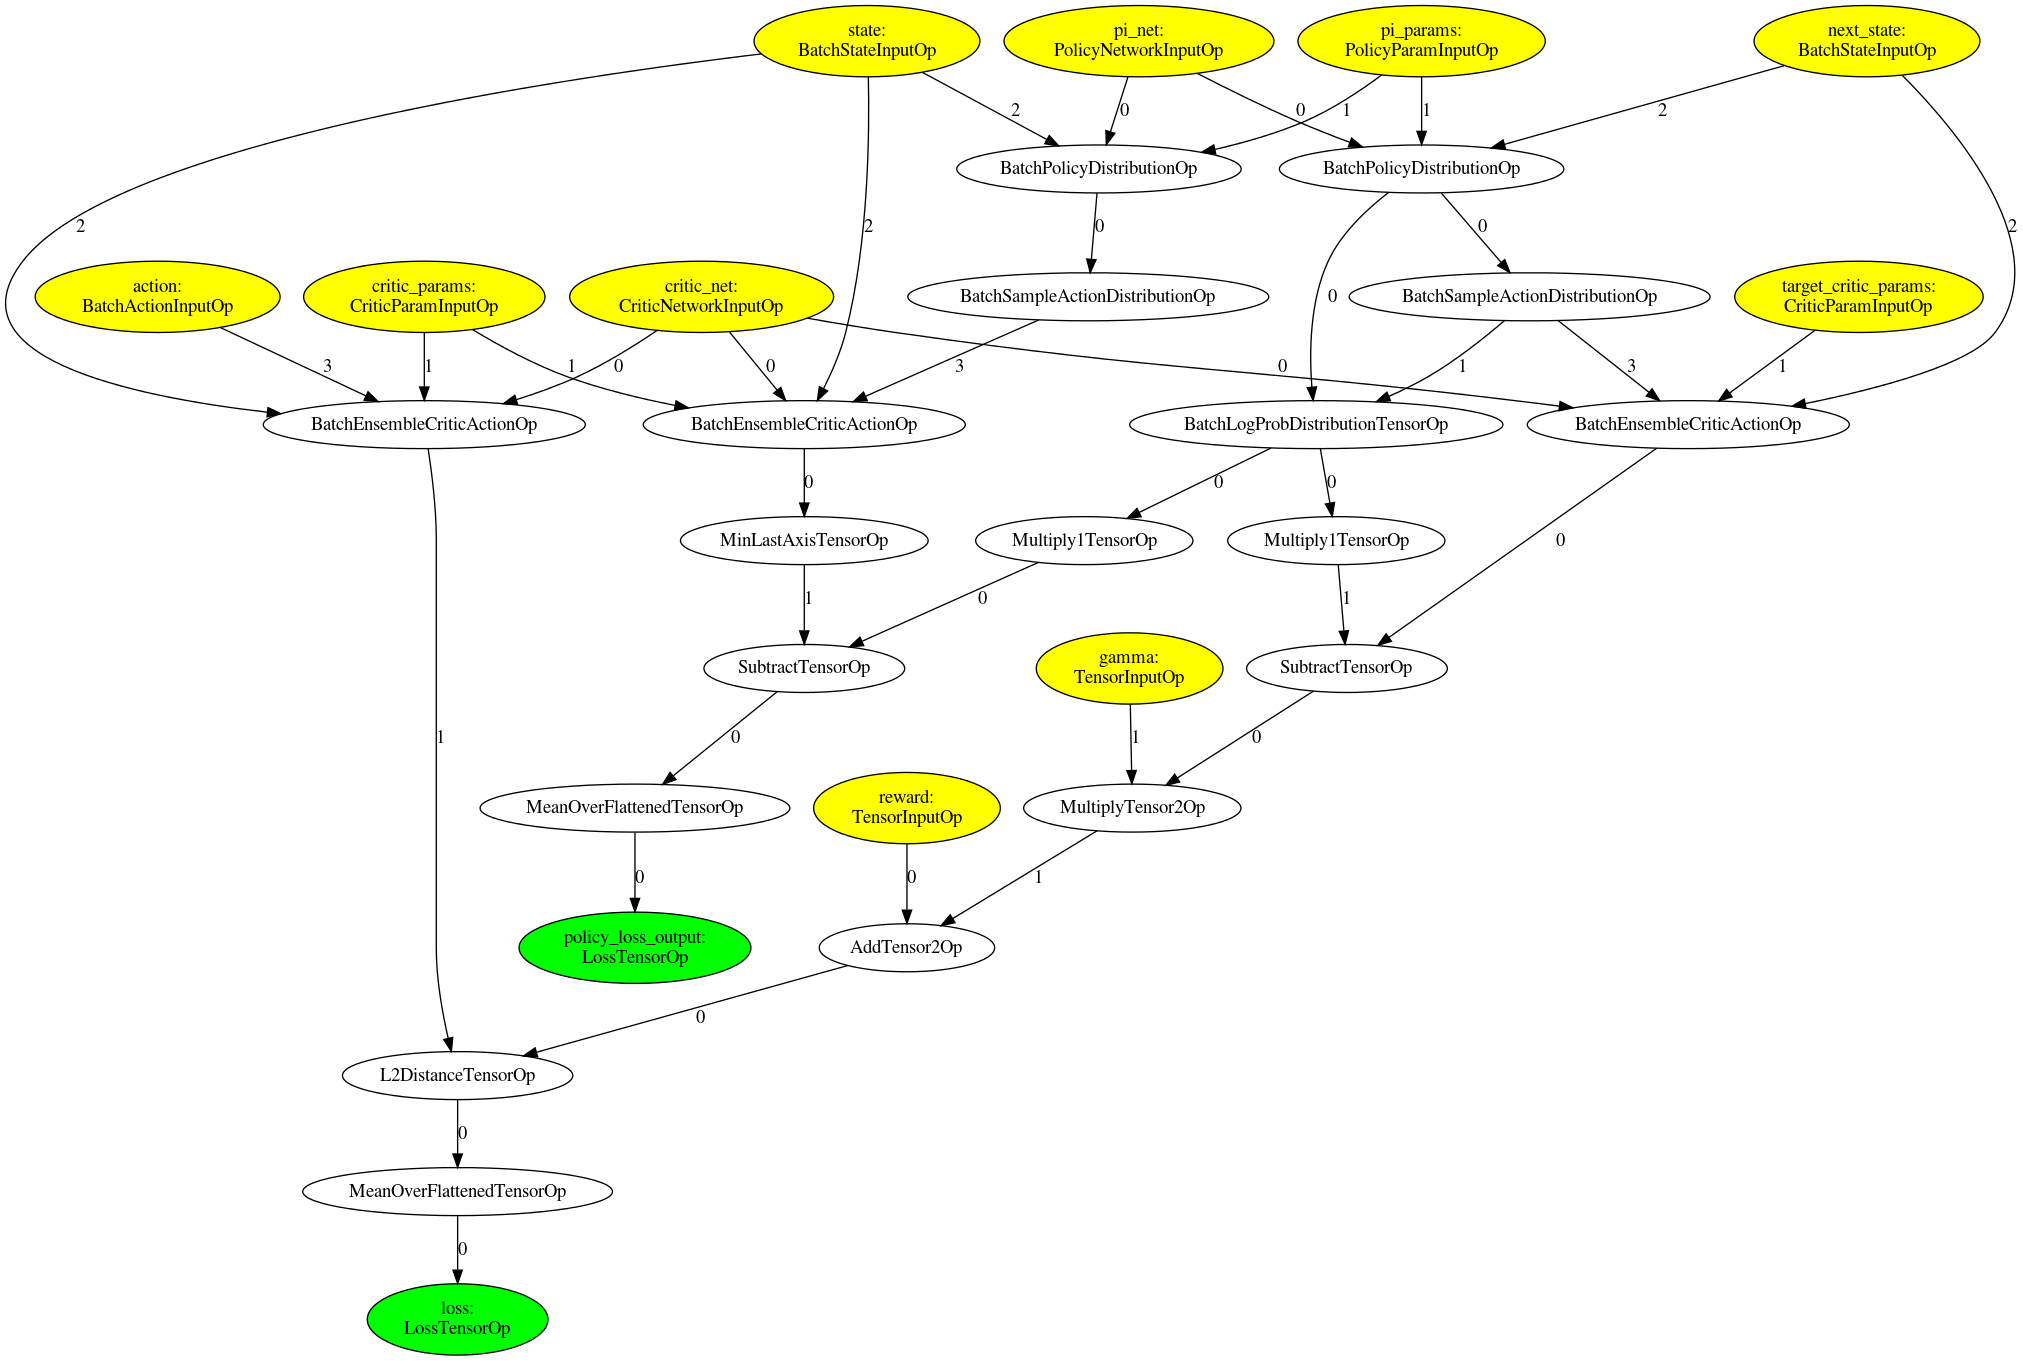 state:
BatchStateInputOp
pi_net:
PolicyNetworkInputOp
pi_params:
PolicyParamInputOp
next_state:
BatchStateInputOp
2
0
0
1
1
2
BatchPolicyDistributionOp
BatchPolicyDistributionOp
2
2
0
0
2
action:
BatchActionInputOp
critic_params:
CriticParamInputOp
critic_net:
CriticNetworkInputOp
BatchSampleActionDistributionOp
0
BatchSampleActionDistributionOp
target_critic_params:
CriticParamInputOp
3
1
1
0
0
3
0
1
3
1
BatchEnsembleCriticActionOp
BatchEnsembleCriticActionOp
BatchLogProbDistributionTensorOp
BatchEnsembleCriticActionOp
0
0
0
MinLastAxisTensorOp
Multiply1TensorOp
Multiply1TensorOp
0
1
0
1
SubtractTensorOp
gamma:
TensorInputOp
SubtractTensorOp
1
0
1
0
MeanOverFlattenedTensorOp
reward:
TensorInputOp
MultiplyTensor2Op
0
0
1
policy_loss_output:
LossTensorOp
AddTensor2Op
0
L2DistanceTensorOp
0
MeanOverFlattenedTensorOp
0
loss:
LossTensorOp